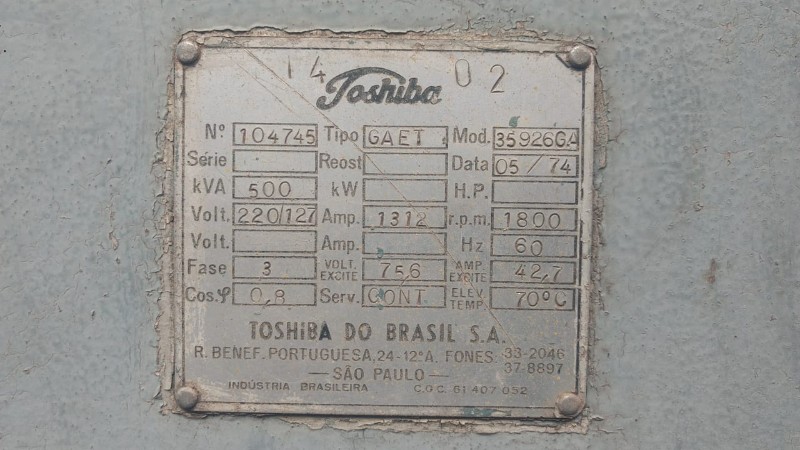 14 02
Toshiba
Nº 104745 Tipo GAET Mod. 35926GA
Série Reost Data 05/74
kVA 500 kW H.P.
Volt. 220/127 Amp. 1312 r.p.m. 1800
Volt. Amp. Hz 60
Fase 3 VOLT. EXCITE 75,6 AMP. EXCITE 42,7
Cos.φ 0,8 Serv. CONT ELEV. TEMP. 70ºC
TOSHIBA DO BRASIL S.A.
R. BENEF. PORTUGUESA, 24-12º A. FONES. 33-2046
37-8897
— SÃO PAULO —
INDÚSTRIA BRASILEIRA C.G.C. 61 407 052